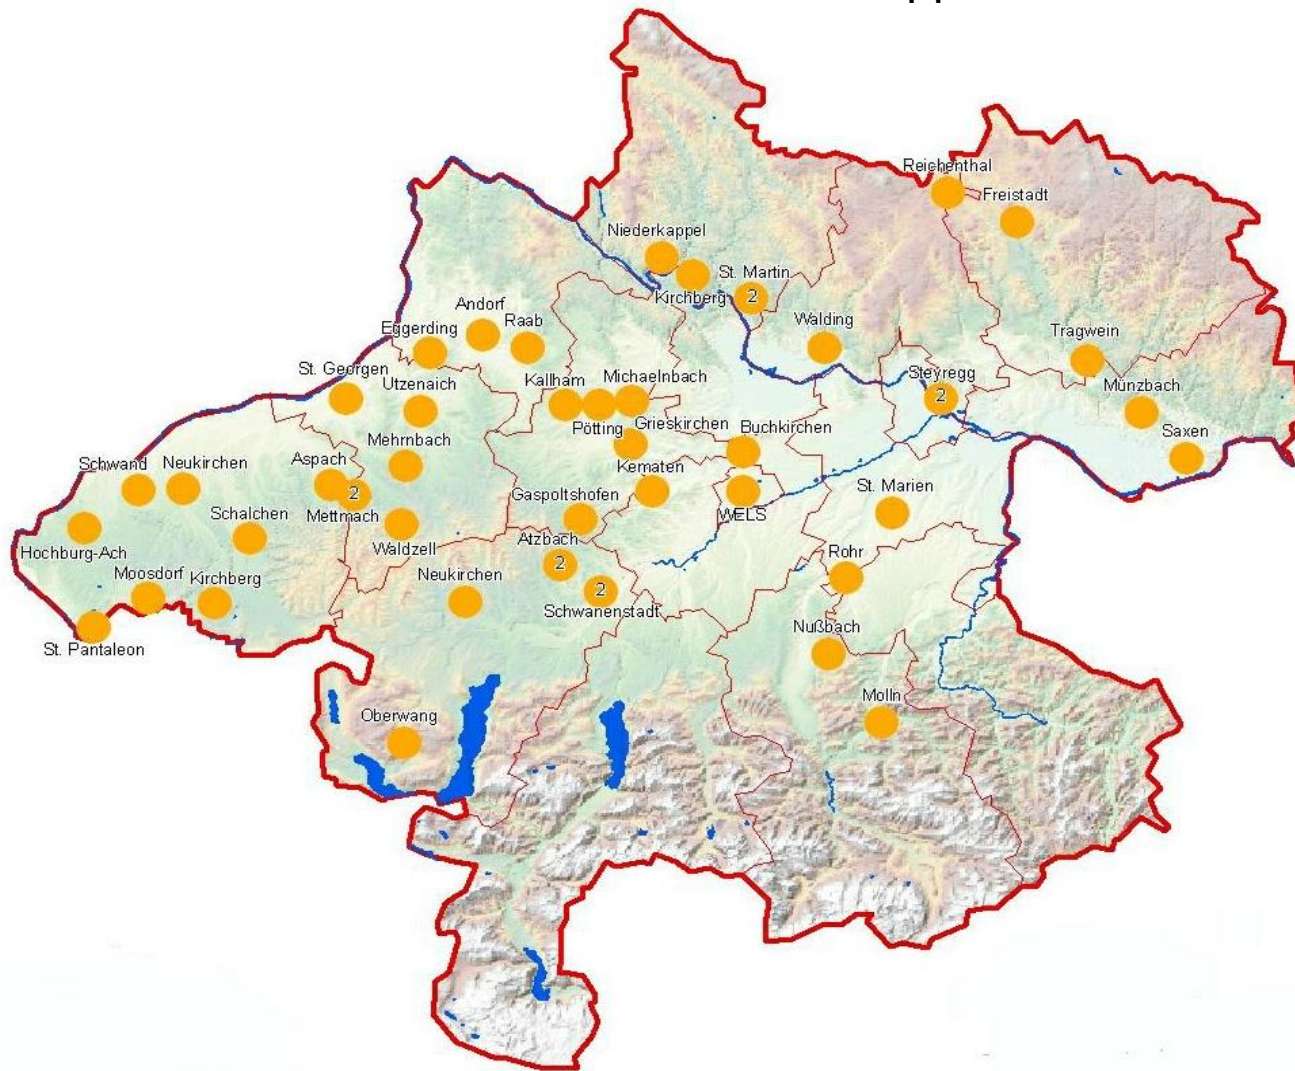 Reichenthal
Freistadt
Niederkappel
St. Martin
2
Kirchberg
Andorf
Raab
Eggerding
Walding
Tragwein
St. Georgen
Utzenaich
Kallham
Michaelnbach
Steyregg
2
Münzbach
Pötting
Grieskirchen
Buchkirchen
Mehrnbach
Saxen
Schwand
Neukirchen
Aspach
2
Mettmach
Kematen
Gaspoltshofen
WELS
St. Marien
Schalchen
Hochburg-Ach
Waldzell
Atzbach
2
Rohr
Moosdorf
Kirchberg
Neukirchen
2
Schwanenstadt
St. Pantaleon
Nußbach
Molln
Oberwang